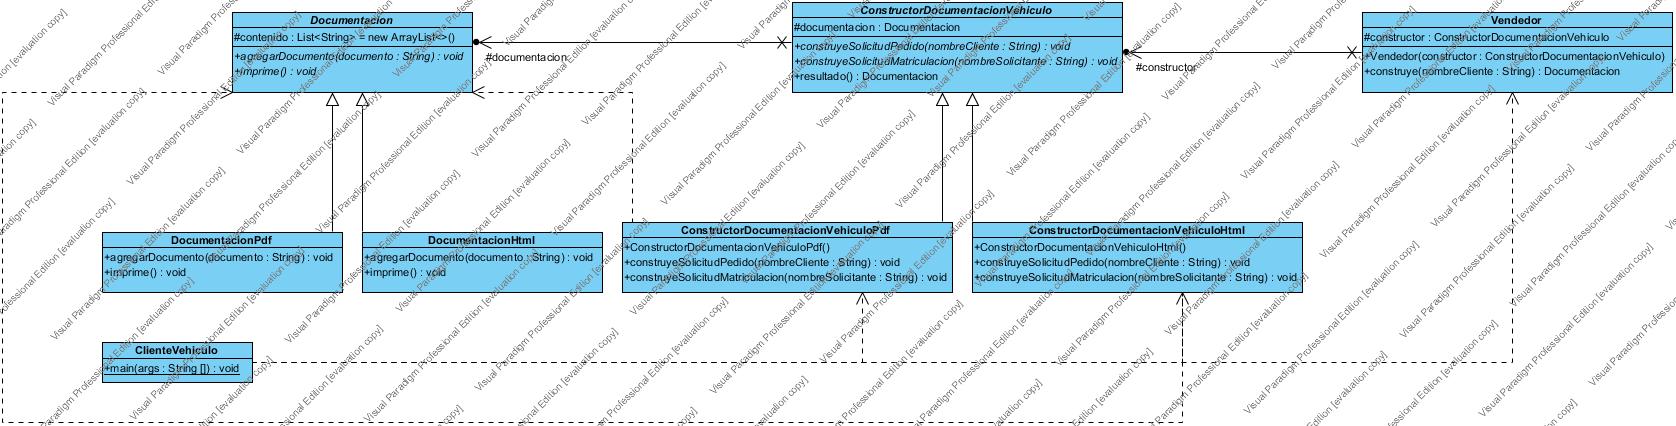 Documentacion
#contenido : List<String> = new ArrayList<>()
+agregarDocumento(documento : String) : void
+imprime() : void
#documentacion
ConstructorDocumentacionVehiculo
#documentacion : Documentacion
+construyeSolicitudPedido(nombreCliente : String) : void
+construyeSolicitudMatriculacion(nombreSolicitante : String) : void
+resultado() : Documentacion
#constructor
Vendedor
#constructor : ConstructorDocumentacionVehiculo
+Vendedor(constructor : ConstructorDocumentacionVehiculo)
+construye(nombreCliente : String) : Documentacion
DocumentacionPdf
+agregarDocumento(documento : String) : void
+imprime() : void
DocumentacionHtml
+agregarDocumento(documento : String) : void
+imprime() : void
ConstructorDocumentacionVehiculoPdf
+ConstructorDocumentacionVehiculoPdf()
+construyeSolicitudPedido(nombreCliente : String) : void
+construyeSolicitudMatriculacion(nombreSolicitante : String) : void
ConstructorDocumentacionVehiculoHtml
+ConstructorDocumentacionVehiculoHtml()
+construyeSolicitudPedido(nombreCliente : String) : void
+construyeSolicitudMatriculacion(nombreSolicitante : String) : void
ClienteVehiculo
+main(args : String []) : void
Visual Paradigm Professional Edition [evaluation copy]